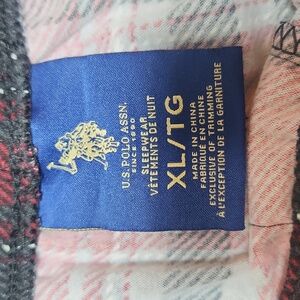 U.S. POLO ASSN.
SINCE 1890
SLEEPWEAR
VÊTEMENTS DE NUIT
XL/TG
MADE IN CHINA
FABRIQUÉ EN CHINE
EXCLUSIVE OF TRIMMING
À L'EXCEPTION DE LA GARNITURE